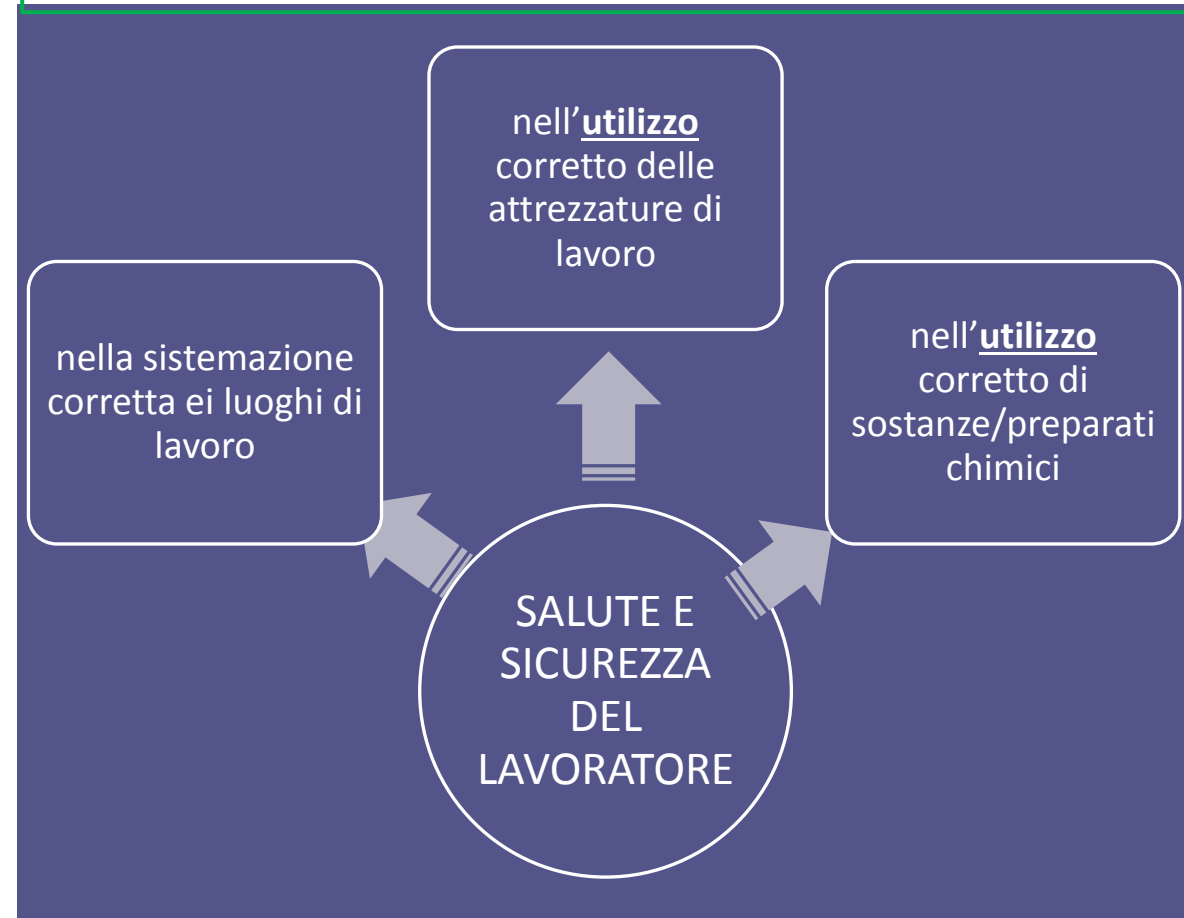 nell’utilizzo
corretto delle
attrezzature di
lavoro
nella sistemazione
corretta ei luoghi di
lavoro
nell’utilizzo
corretto di
sostanze/preparati
chimici
SALUTE E
SICUREZZA
DEL
LAVORATORE